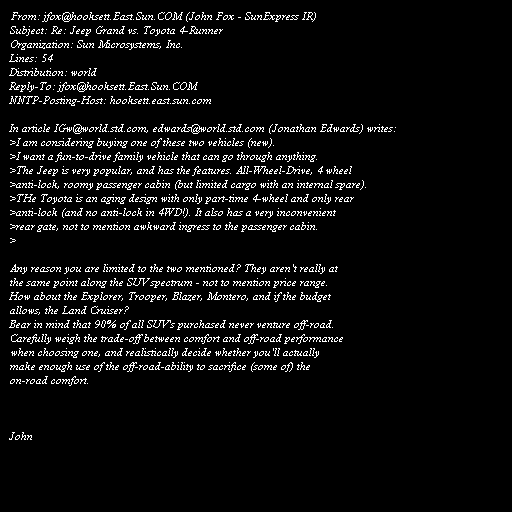 From: jfox@hooksett.East.Sun.COM (John Fox - SunExpress IR)
Subject: Re: Jeep Grand vs. Toyota 4-Runner
Organization: Sun Microsystems, Inc.
Lines: 54
Distribution: world
Reply-To: jfox@hooksett.East.Sun.COM
NNTP-Posting-Host: hooksett.east.sun.com

In article IGw@world.std.com, edwards@world.std.com (Jonathan Edwards) writes:
>I am considering buying one of these two vehicles (new).
>I want a fun-to-drive family vehicle that can go through anything.
>The Jeep is very popular, and has the features. All-Wheel-Drive, 4 wheel
>anti-lock, roomy passenger cabin (but limited cargo with an internal spare).
>THe Toyota is an aging design with only part-time 4-wheel and only rear
>anti-lock (and no anti-lock in 4WD!). It also has a very inconvenient
>rear gate, not to mention awkward ingress to the passenger cabin.
>

Any reason you are limited to the two mentioned? They aren't really at
the same point along the SUV spectrum - not to mention price range.
How about the Explorer, Trooper, Blazer, Montero, and if the budget
allows, the Land Cruiser?
Bear in mind that 90% of all SUV's purchased never venture off-road.
Carefully weigh the trade-off between comfort and off-road performance
when choosing one, and realistically decide whether you'll actually
make enough use of the off-road-ability to sacrifice (some of) the
on-road comfort.

John